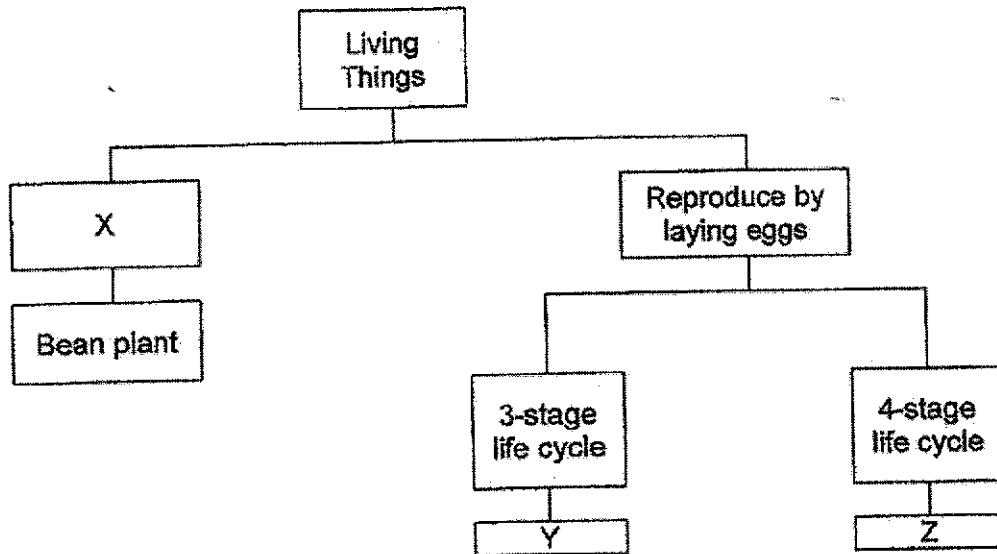 Living
Things
X
Reproduce by
laying eggs
Bean plant
3-stage
life cycle
4-stage
life cycle
Y
Z